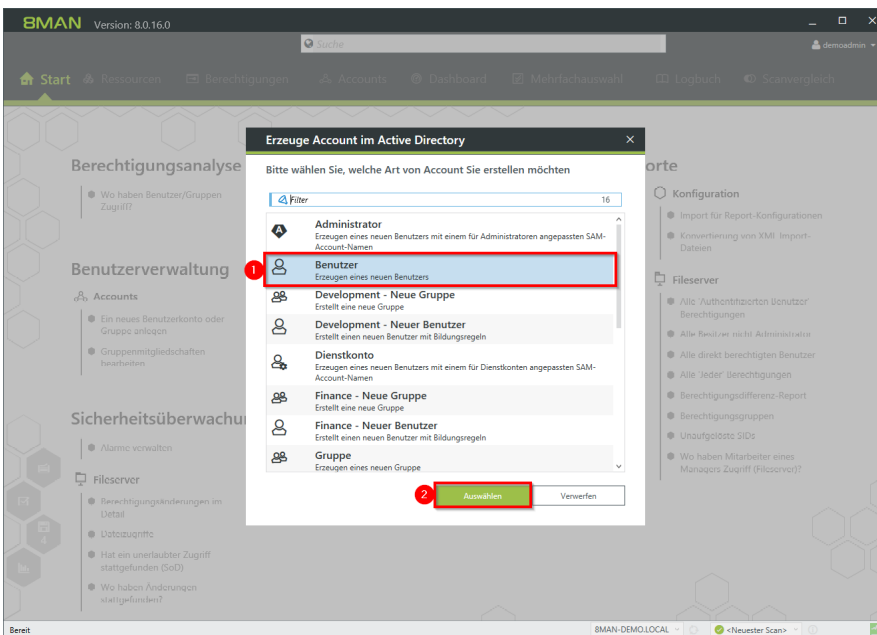 8MAN Version: 8.0.16.0
Suche
demoadmin
Start Ressourcen Berechtigungen Accounts Dashboard Mehrfachauswahl Logbuch Scanvergleich
Erzeuge Account im Active Directory
Bitte wählen Sie, welche Art von Account Sie erstellen möchten
Filter 16
Administrator
Erzeugen eines neuen Benutzers mit einem für Administratoren angepassten SAM-
Account-Namen
1
Benutzer
Erzeugen eines neuen Benutzers
Development - Neue Gruppe
Erstellt eine neue Gruppe
Development - Neuer Benutzer
Erstellt einen neuen Benutzer mit Bildungsregeln
Dienstkonto
Erzeugen eines neuen Benutzers mit einem für Dienstkonten angepassten SAM-
Account-Namen
Finance - Neue Gruppe
Erstellt eine neue Gruppe
Finance - Neuer Benutzer
Erstellt einen neuen Benutzer mit Bildungsregeln
Gruppe
Erzeugen eines neuen Gruppe
2
Auswählen Verwerfen
Berechtigungsanalyse
Wo haben Benutzer/Gruppen
Zugriff?
Benutzerverwaltung
Accounts
Ein neues Benutzerkonto oder
Gruppe anlegen
Gruppenmitgliedschaften
bearbeiten
Sicherheitsüberwachu
Alarme verwalten
Fileserver
Berechtigungsänderungen im
Detail
Dateizugriffe
Hat ein unerlaubter Zugriff
stattgefunden (SoD)
Wo haben Änderungen
stattgefunden?
4
orte
Konfiguration
Import für Report-Konfigurationen
Konvertierung von XML Import-
Dateien
Fileserver
Alle 'Authentifizierten Benutzer'
Berechtigungen
Alle Besitzer nicht Administrator
Alle direkt berechtigten Benutzer
Alle 'Jeder' Berechtigungen
Berechtigungsdifferenz-Report
Berechtigungsgruppen
Unaufgelöste SIDs
Wo haben Mitarbeiter eines
Managers Zugriff (Fileserver)?
Bereit 8MAN-DEMO.LOCAL <Neuester Scan>